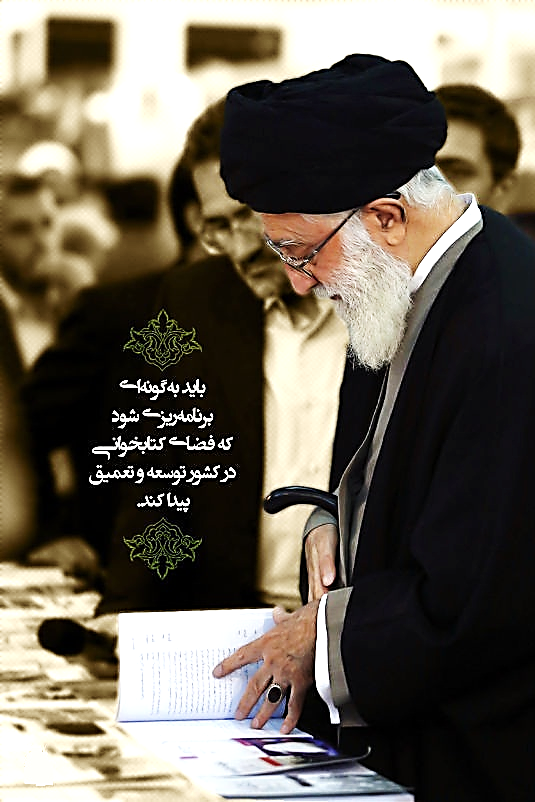 باید به‌گونه‌ای
برنامه‌ریزی شود
که فضای کتابخوانی
در کشور توسعه و تعمیق
پیدا کند.